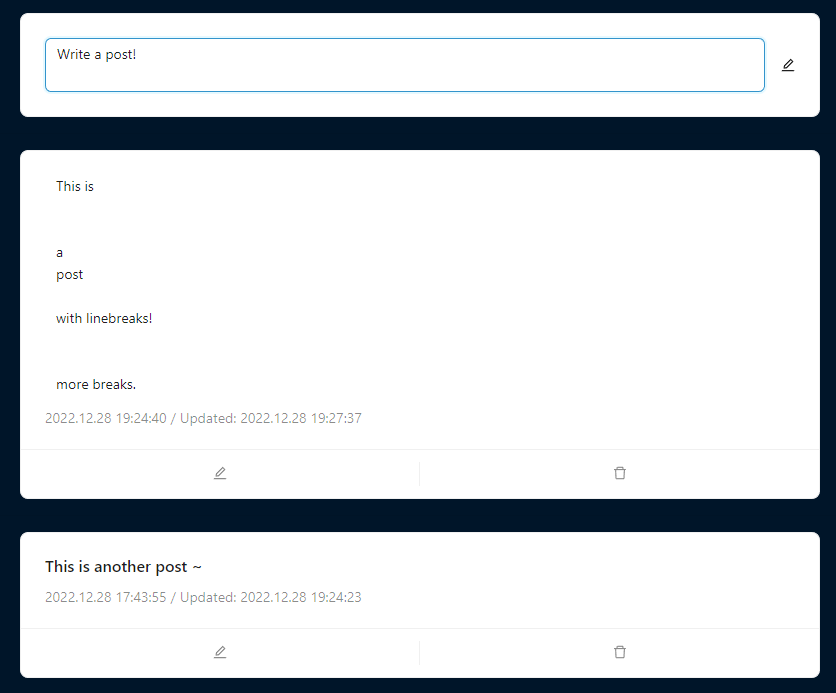 Write a post!
This is
a
post
with linebreaks!
more breaks.
2022.12.28 19:24:40 / Updated: 2022.12.28 19:27:37
This is another post ~
2022.12.28 17:43:55 / Updated: 2022.12.28 19:24:23